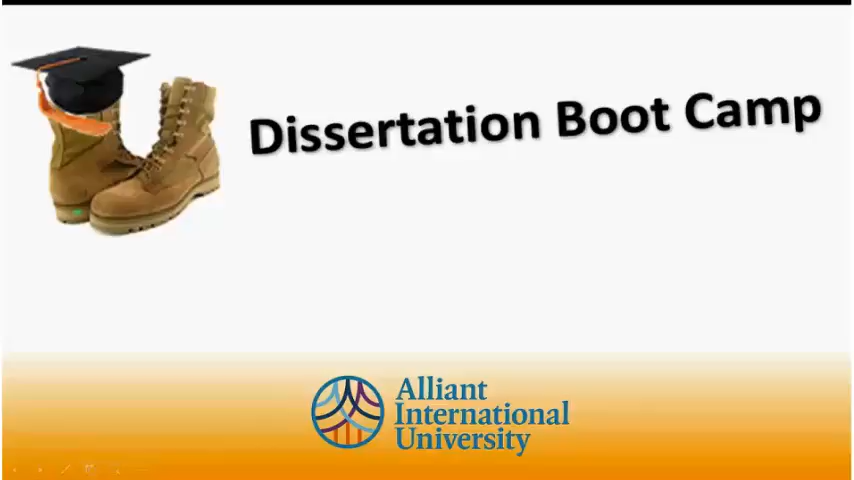 Dissertation Boot Camp
Alliant
International
University